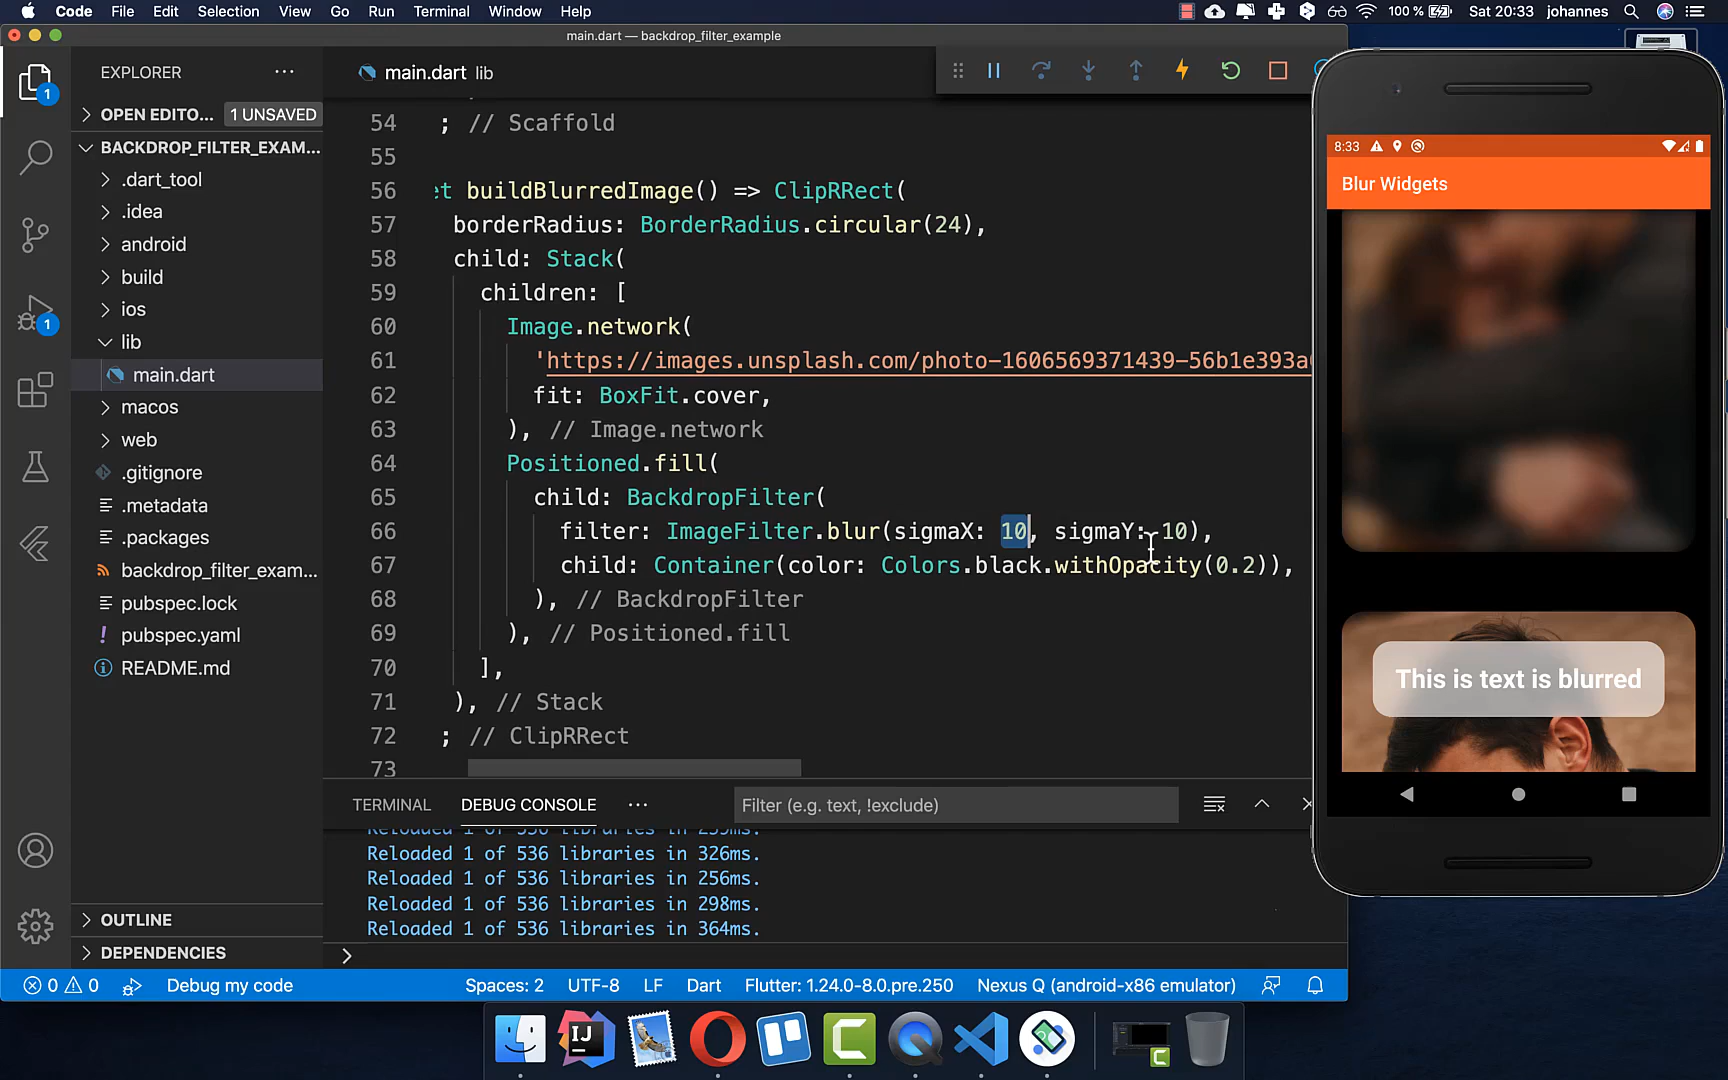 Code File Edit Selection View Go Run Terminal Window Help 100 % Sat 20:33 johannes
main.dart — backdrop_filter_example
EXPLORER
OPEN EDITO... 1 UNSAVED
BACKDROP_FILTER_EXAM...
.dart_tool
.idea
android
build
ios
lib
main.dart
macos
web
.gitignore
.metadata
.packages
backdrop_filter_exam...
pubspec.lock
pubspec.yaml
README.md
OUTLINE
DEPENDENCIES
1
1
main.dart lib
54 ; // Scaffold
55
56 et buildBlurredImage() => ClipRRect(
57 borderRadius: BorderRadius.circular(24),
58 child: Stack(
59 children: [
60 Image.network(
61 'https://images.unsplash.com/photo-1606569371439-56b1e393a
62 fit: BoxFit.cover,
63 ), // Image.network
64 Positioned.fill(
65 child: BackdropFilter(
66 filter: ImageFilter.blur(sigmaX: 10, sigmaY: 10),
67 child: Container(color: Colors.black.withOpacity(0.2)),
68 ), // BackdropFilter
69 ), // Positioned.fill
70 ],
71 ), // Stack
72 ; // ClipRRect
73
TERMINAL DEBUG CONSOLE ··· Filter (e.g. text, !exclude)
Reloaded 1 of 536 libraries in 326ms.
Reloaded 1 of 536 libraries in 256ms.
Reloaded 1 of 536 libraries in 298ms.
Reloaded 1 of 536 libraries in 364ms.
0 0 Debug my code Spaces: 2 UTF-8 LF Dart Flutter: 1.24.0-8.0.pre.250 Nexus Q (android-x86 emulator)
8:33
Blur Widgets
This is text is blurred
IJ